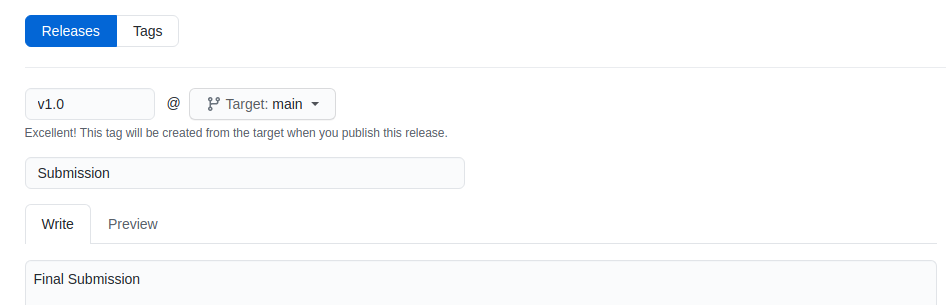 Releases Tags
v1.0 @ Target: main
Excellent! This tag will be created from the target when you publish this release.
Submission
Write Preview
Final Submission